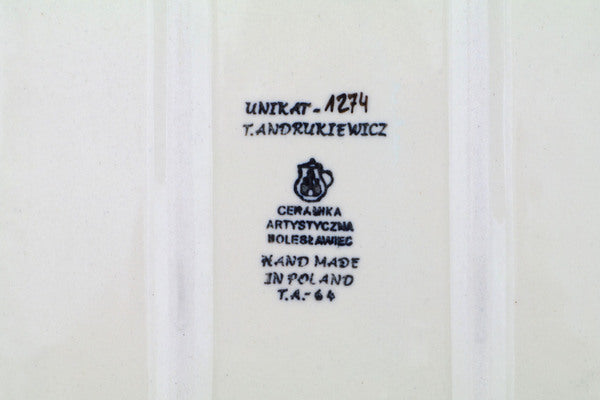 UNIKAT-1274
T.ANDRUKIEWICZ
CERAMIKA
ARTYSTYCZNA
BOLESŁAWIEC
HAND MADE
IN POLAND
T.A.-64